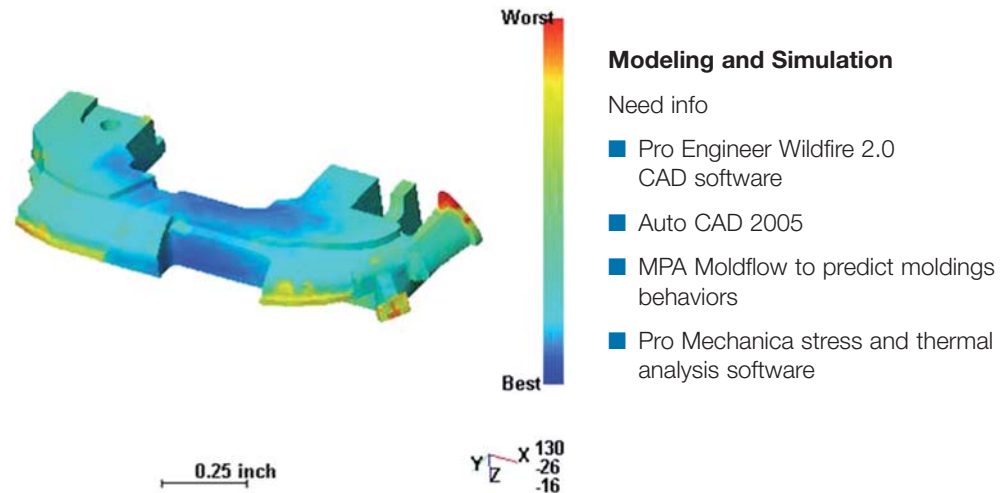 Worst
Best
0.25 inch
Y
X
Z
130
-26
-16
Modeling and Simulation
Need info
Pro Engineer Wildfire 2.0
CAD software
Auto CAD 2005
MPA Moldflow to predict moldings
behaviors
Pro Mechanica stress and thermal
analysis software